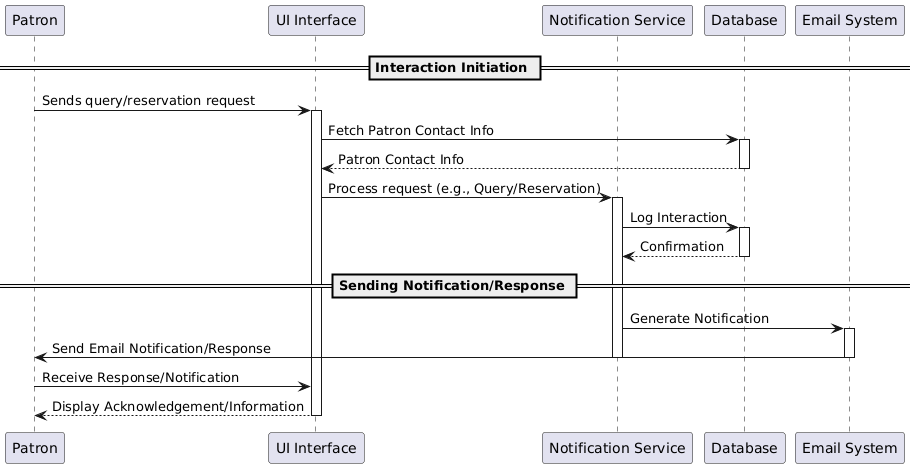 Patron UI Interface Notification Service Database Email System
Interaction Initiation
Sends query/reservation request
Fetch Patron Contact Info
Patron Contact Info
Process request (e.g., Query/Reservation)
Log Interaction
Confirmation
Sending Notification/Response
Generate Notification
Send Email Notification/Response
Receive Response/Notification
Display Acknowledgement/Information
Patron UI Interface Notification Service Database Email System